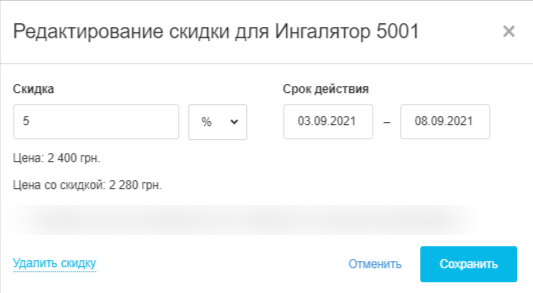 Редактирование скидки для Ингалятор 5001 ×
Скидка Срок действия
5 % 03.09.2021 – 08.09.2021
Цена: 2 400 грн.
Цена со скидкой: 2 280 грн.
Удалить скидку Отменить Сохранить